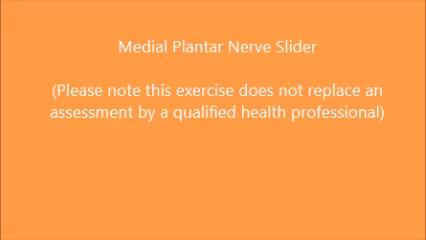 Medial Plantar Nerve Slider
(Please note this exercise does not replace an
assessment by a qualified health professional)